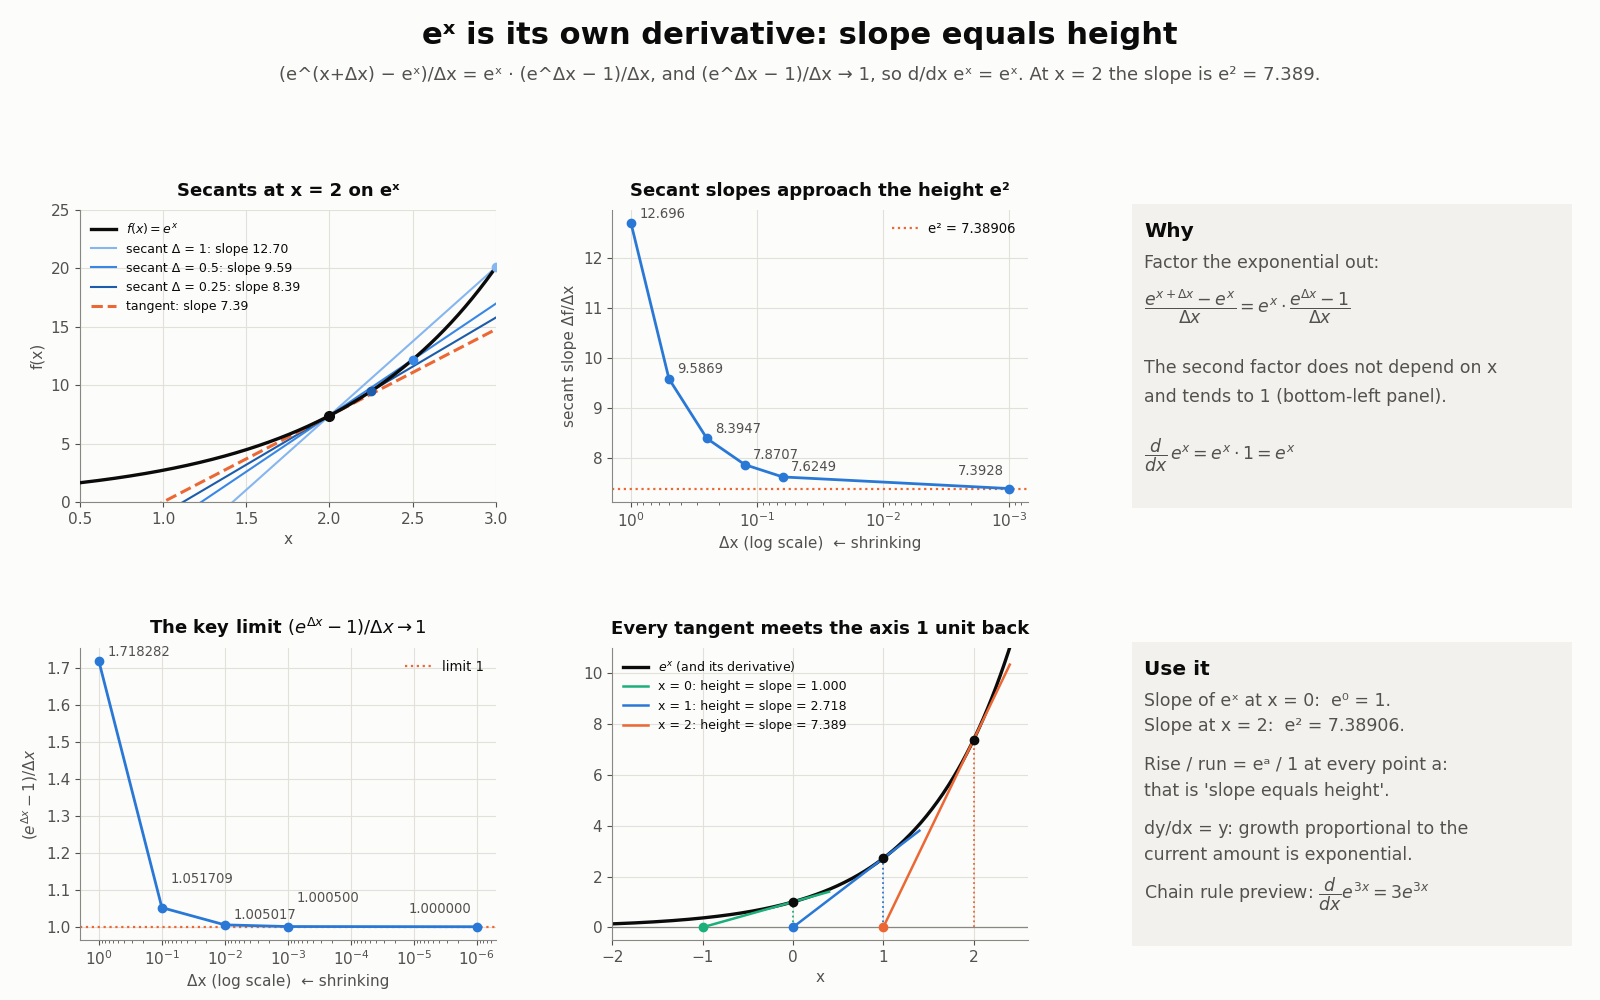 eˣ is its own derivative: slope equals height
(e^(x+Δx) − eˣ)/Δx = eˣ · (e^Δx − 1)/Δx, and (e^Δx − 1)/Δx → 1, so d/dx eˣ = eˣ. At x = 2 the slope is e² = 7.389.
Secants at x = 2 on eˣ
f(x)
25
20
15
10
5
0
f(x) = eˣ
secant Δ = 1: slope 12.70
secant Δ = 0.5: slope 9.59
secant Δ = 0.25: slope 8.39
tangent: slope 7.39
0.5 1.0 1.5 2.0 2.5 3.0
x
Secant slopes approach the height e²
secant slope Δf/Δx
12
11
10
9
8
12.696
9.5869
8.3947
7.8707
7.6249
7.3928
e² = 7.38906
10⁰ 10⁻¹ 10⁻² 10⁻³
Δx (log scale) ← shrinking
Why
Factor the exponential out:
(e^(x+Δx) − e^x)/Δx = e^x · (e^Δx − 1)/Δx
The second factor does not depend on x
and tends to 1 (bottom-left panel).
d/dx e^x = e^x · 1 = e^x
The key limit (e^Δx − 1)/Δx → 1
(e^Δx − 1)/Δx
1.7
1.6
1.5
1.4
1.3
1.2
1.1
1.0
1.718282
1.051709
1.005017
1.000500
1.000000
limit 1
10⁰ 10⁻¹ 10⁻² 10⁻³ 10⁻⁴ 10⁻⁵ 10⁻⁶
Δx (log scale) ← shrinking
Every tangent meets the axis 1 unit back
10
8
6
4
2
0
eˣ (and its derivative)
x = 0: height = slope = 1.000
x = 1: height = slope = 2.718
x = 2: height = slope = 7.389
−2 −1 0 1 2
x
Use it
Slope of eˣ at x = 0: e⁰ = 1.
Slope at x = 2: e² = 7.38906.
Rise / run = eᵃ / 1 at every point a:
that is 'slope equals height'.
dy/dx = y: growth proportional to the
current amount is exponential.
Chain rule preview: d/dx e^3x = 3e^3x